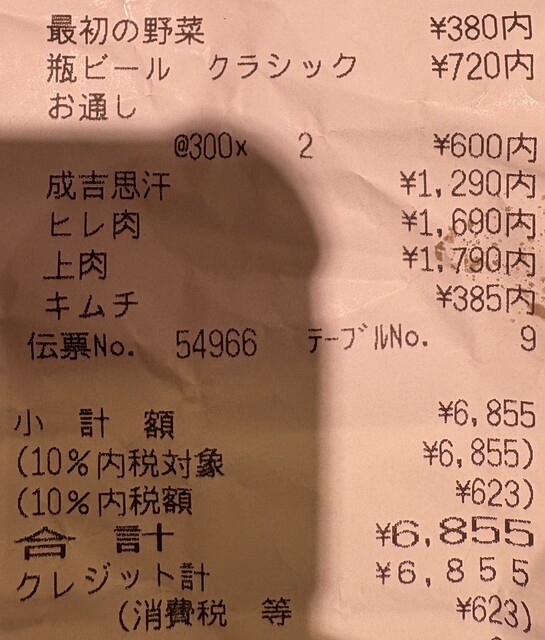 最初の野菜 ¥380内
瓶ビール クラシック ¥720内
お通し
@300× 2 ¥600内
成吉思汗 ¥1,290内
ヒレ肉 ¥1,690内
上肉 ¥1,790内
キムチ ¥385内
伝票No. 54966 テーブルNo. 9
小 計 額 ¥6,855
(10%内税対象 ¥6,855)
(10%内税額 ¥623)
合 計 ¥6,855
クレジット計 ¥6,855
(消費税 等 ¥623)